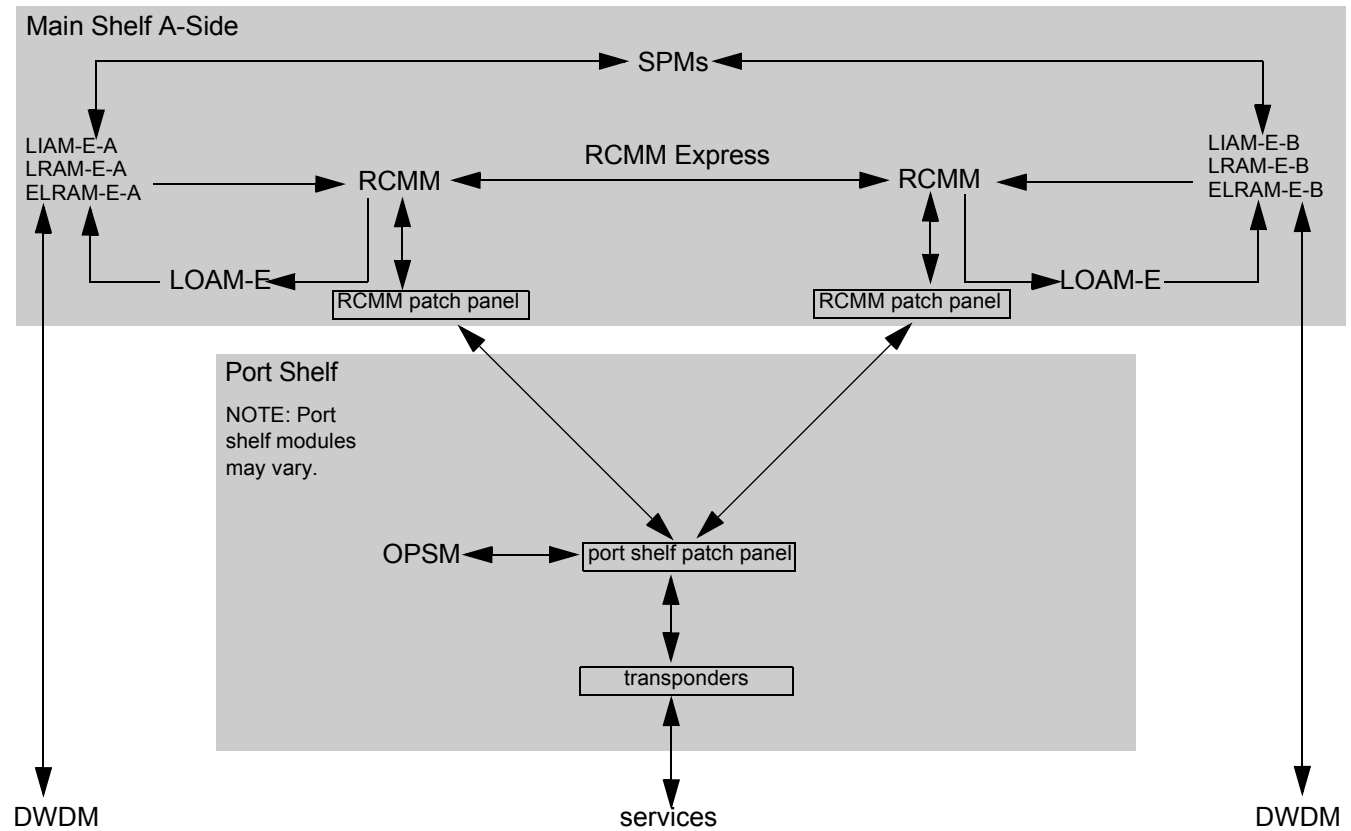 Main Shelf A-Side
SPMs
LIAM-E-A
LRAM-E-A
ELRAM-E-A
RCMM
RCMM Express
RCMM
LIAM-E-B
LRAM-E-B
ELRAM-E-B
LOAM-E
LOAM-E
RCMM patch panel
RCMM patch panel
Port Shelf
NOTE: Port
shelf modules
may vary.
OPSM
port shelf patch panel
transponders
DWDM
services
DWDM